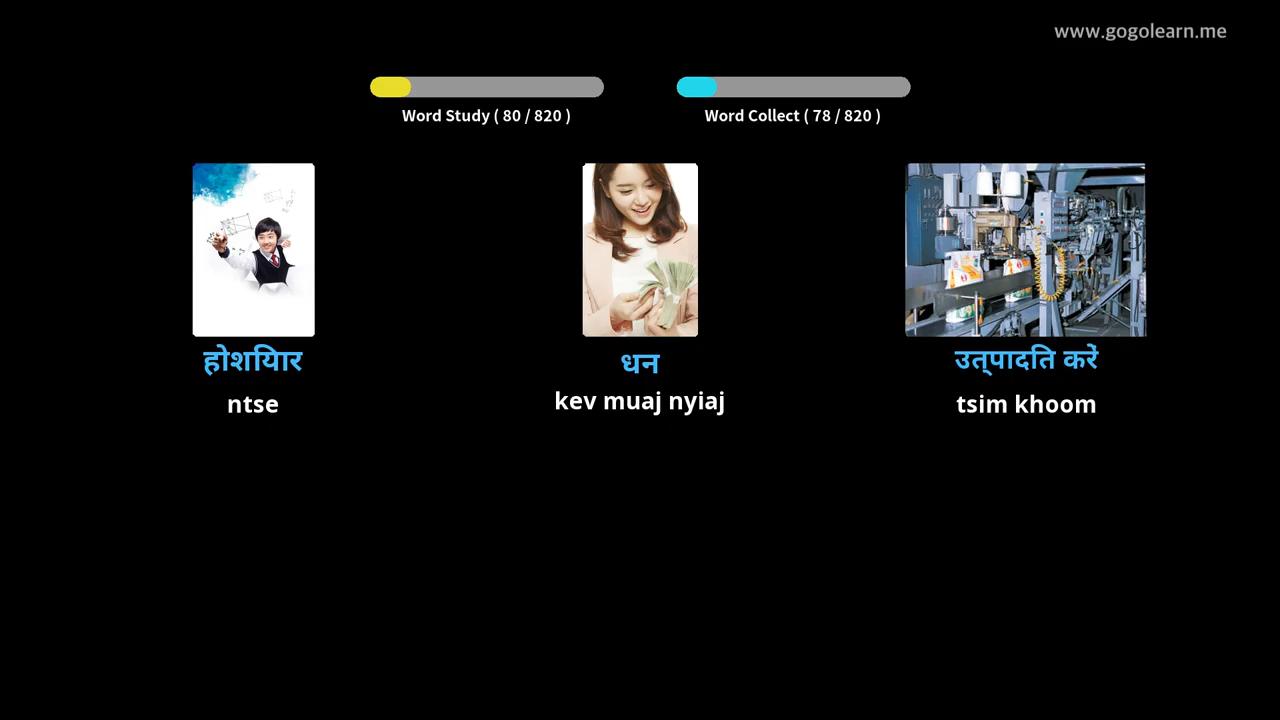 www.gogolearn.me
Word Study ( 80 / 820 )
Word Collect ( 78 / 820 )
होशियार
धन
उत्पादित करें
ntse
kev muaj nyiaj
tsim khoom